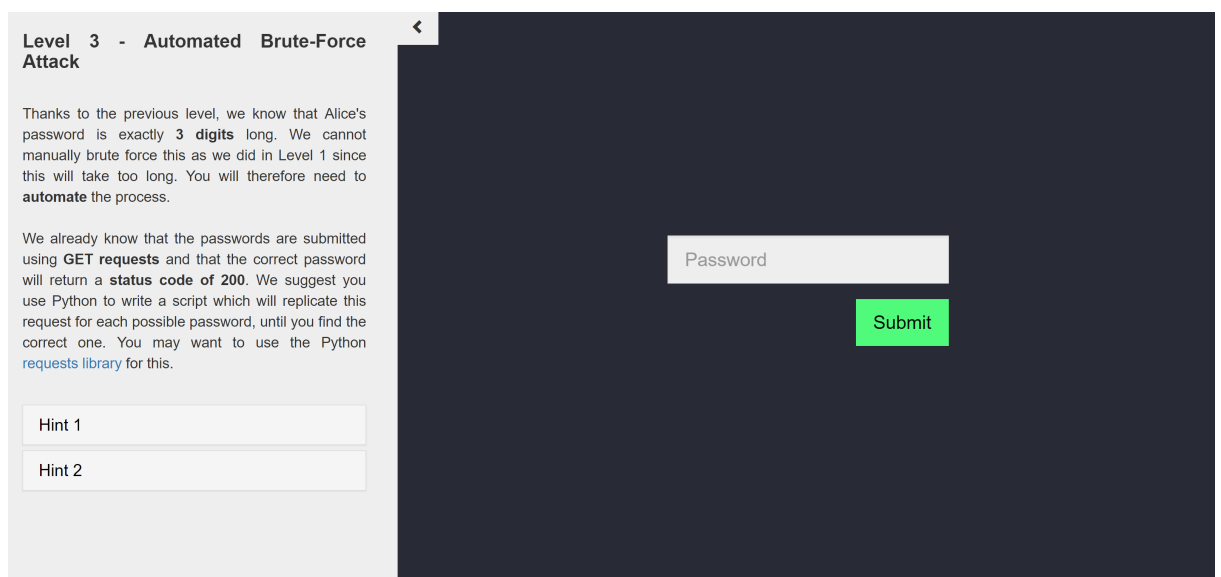 Level 3 - Automated Brute-Force
Attack
Thanks to the previous level, we know that Alice's
password is exactly 3 digits long. We cannot
manually brute force this as we did in Level 1 since
this will take too long. You will therefore need to
automate the process.
We already know that the passwords are submitted
using GET requests and that the correct password
will return a status code of 200. We suggest you
use Python to write a script which will replicate this
request for each possible password, until you find the
correct one. You may want to use the Python
requests library for this.
Hint 1
Hint 2
Password
Submit